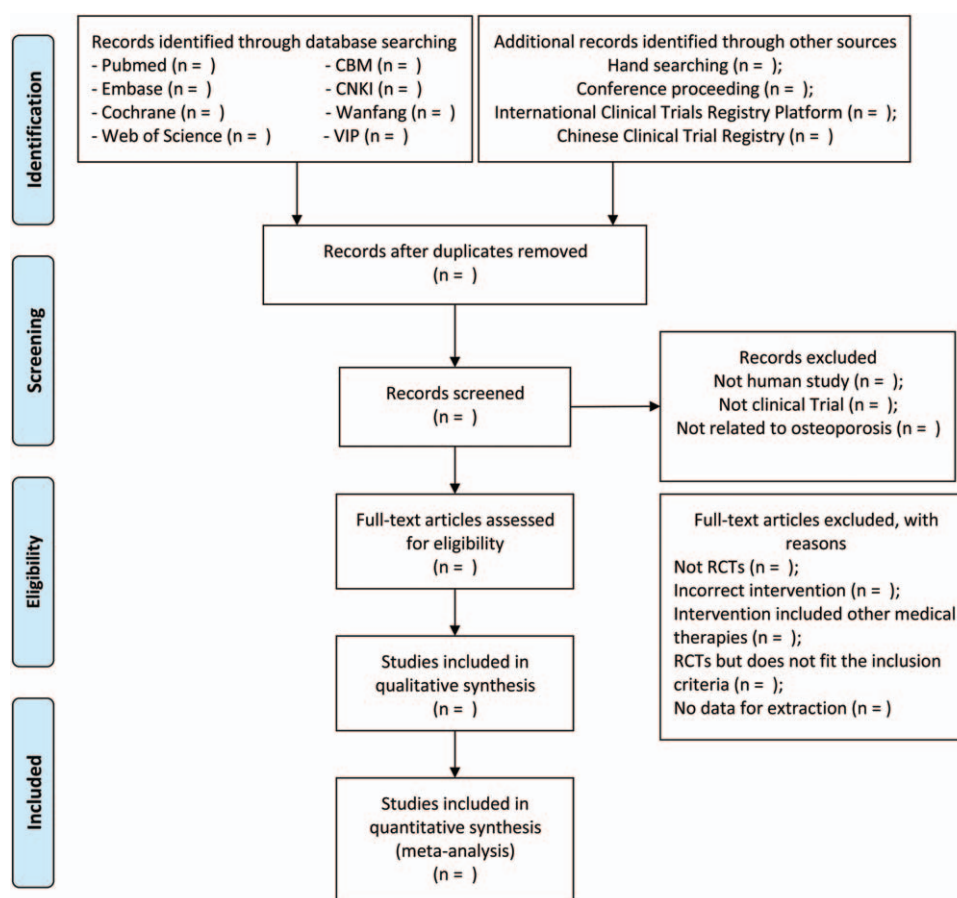 Identification
Records identified through database searching
- Pubmed (n = )
- CBM (n = )
- Embase (n = )
- CNKI (n = )
- Cochrane (n = )
- Wanfang (n = )
- Web of Science (n = )
- VIP (n = )
Additional records identified through other sources
Hand searching (n = );
Conference proceeding (n = );
International Clinical Trials Registry Platform (n = );
Chinese Clinical Trial Registry (n = )
Screening
Records after duplicates removed
(n = )
Records screened
(n = )
Records excluded
Not human study (n = );
Not clinical Trial (n = );
Not related to osteoporosis (n = )
Eligibility
Full-text articles assessed
for eligibility
(n = )
Full-text articles excluded, with
reasons
Not RCTs (n = );
Incorrect intervention (n = );
Intervention included other medical
therapies (n = );
RCTs but does not fit the inclusion
criteria (n = );
No data for extraction (n = )
Studies included in
qualitative synthesis
(n = )
Included
Studies included in
quantitative synthesis
(meta-analysis)
(n = )